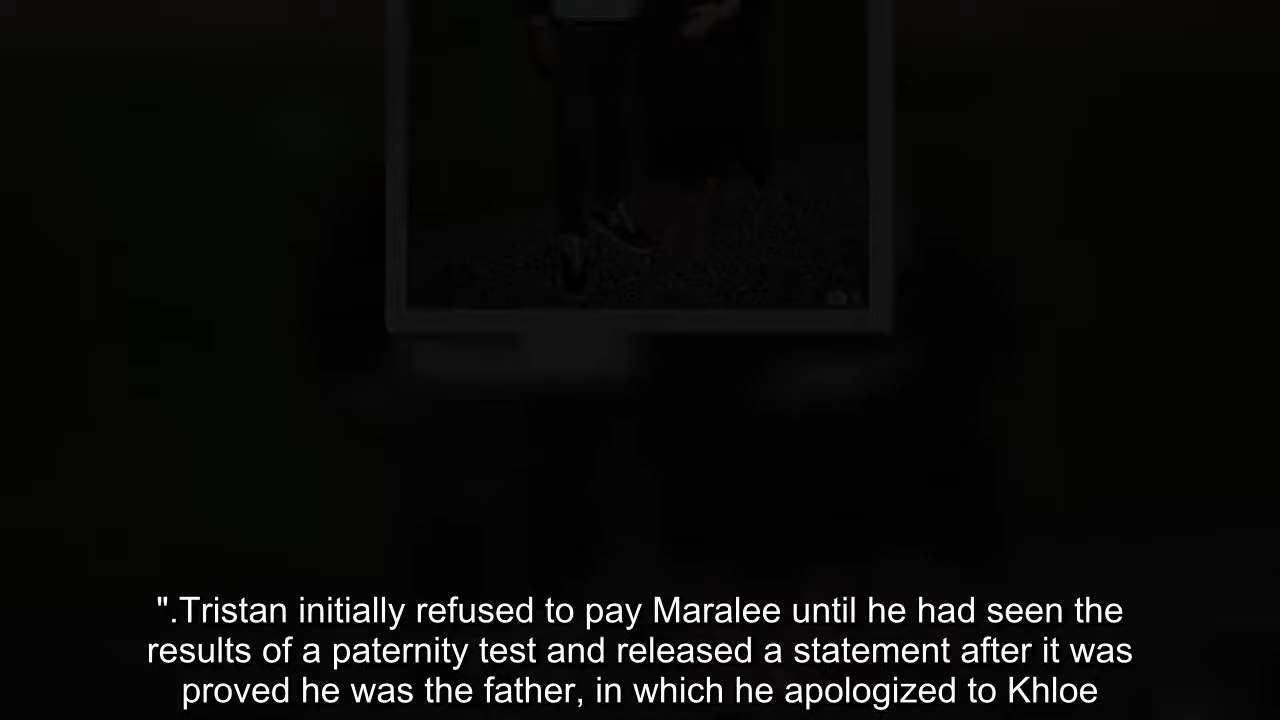 ".Tristan initially refused to pay Maralee until he had seen the
results of a paternity test and released a statement after it was
proved he was the father, in which he apologized to Khloe